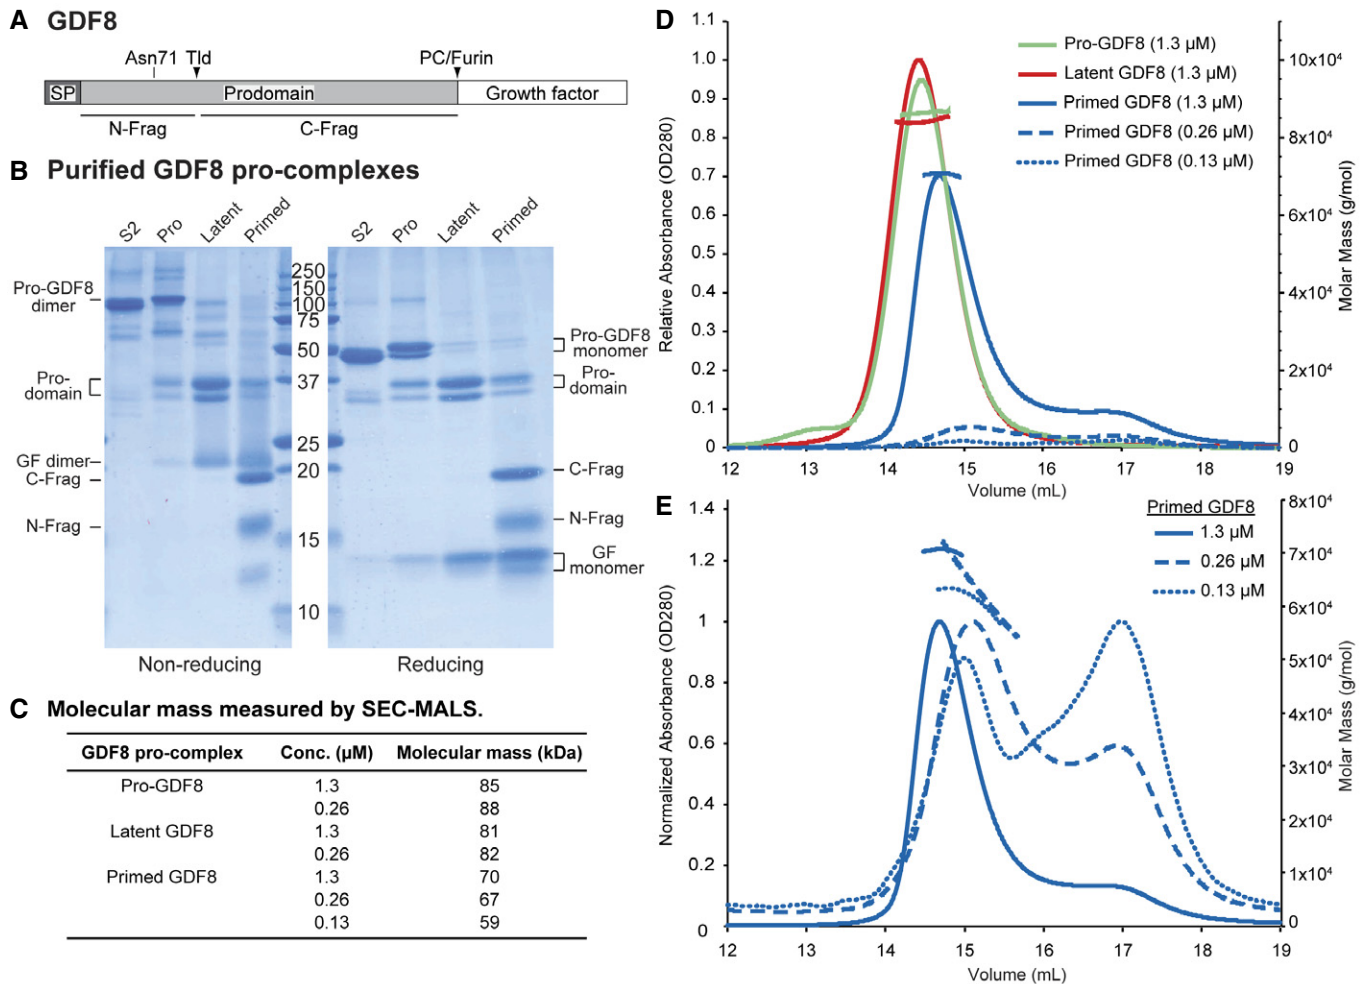 A GDF8
Asn71 Tld PC/Furin
SP Prodomain Growth factor
N-Frag C-Frag
B Purified GDF8 pro-complexes
S2 Pro Latent Primed S2 Pro Latent Primed
Pro-GDF8
dimer
Pro-
domain
GF dimer
C-Frag
N-Frag
250
150
100
75
50
37
25
20
15
10
Pro-GDF8
monomer
Pro-
domain
C-Frag
N-Frag
GF
monomer
Non-reducing Reducing
C Molecular mass measured by SEC-MALS.
GDF8 pro-complex Conc. (µM) Molecular mass (kDa)
Pro-GDF8 1.3 85
0.26 88
Latent GDF8 1.3 81
0.26 82
Primed GDF8 1.3 70
0.26 67
0.13 59
D
Relative Absorbance (OD280)
1.1
1.0
0.9
0.8
0.7
0.6
0.5
0.4
0.3
0.2
0.1
0
Pro-GDF8 (1.3 µM)
Latent GDF8 (1.3 µM)
Primed GDF8 (1.3 µM)
Primed GDF8 (0.26 µM)
Primed GDF8 (0.13 µM)
10x10⁴
8x10⁴
6x10⁴
4x10⁴
2x10⁴
0
Molar Mass (g/mol)
12 13 14 15 16 17 18 19
Volume (mL)
E
Normalized Absorbance (OD280)
1.4
1.2
1
0.8
0.6
0.4
0.2
0
Primed GDF8
1.3 µM
0.26 µM
0.13 µM
8x10⁴
7x10⁴
6x10⁴
5x10⁴
4x10⁴
3x10⁴
2x10⁴
1x10⁴
0
Molar Mass (g/mol)
12 13 14 15 16 17 18 19
Volume (mL)